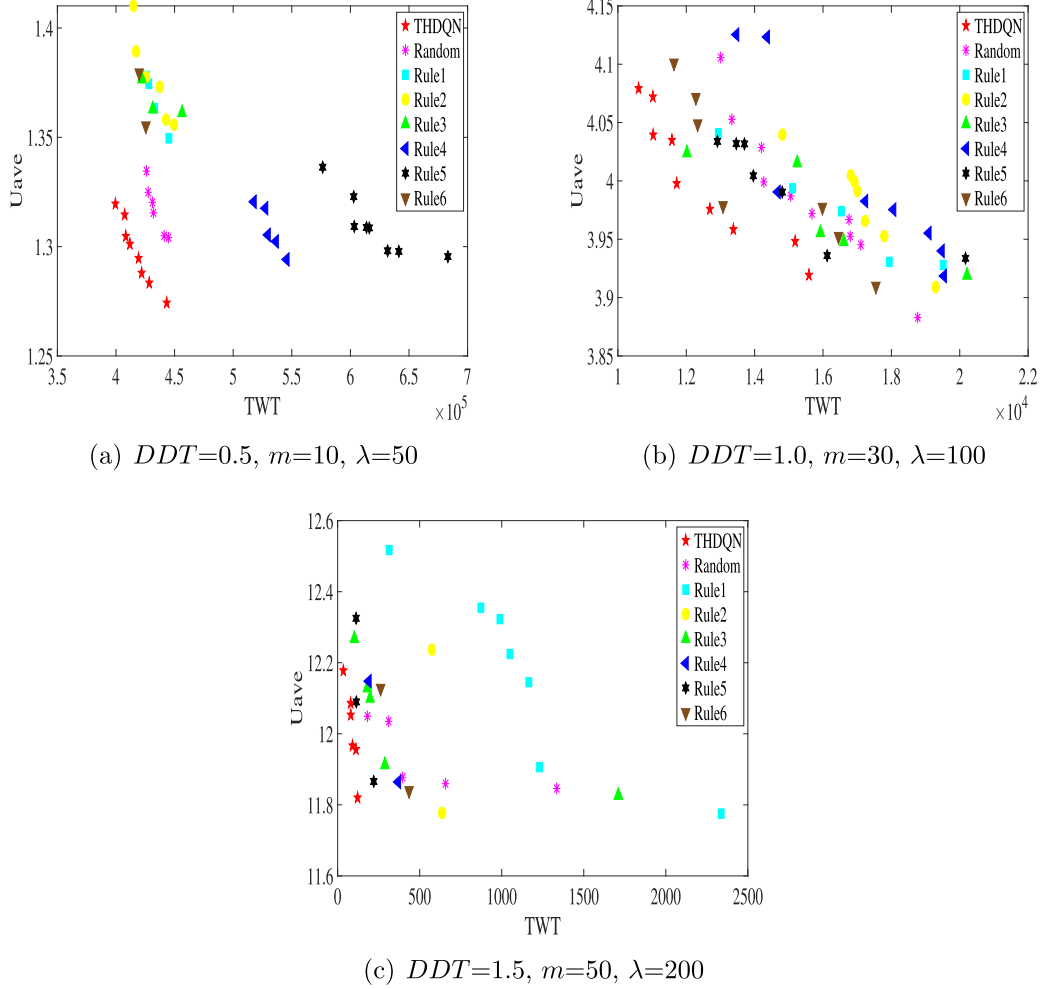 1.4
1.35
1.3
1.25
Uave
3.5
4
4.5
5
5.5
6
6.5
7
TWT
×10⁵
THDQN
Random
Rule1
Rule2
Rule3
Rule4
Rule5
Rule6
(a) DDT=0.5, m=10, λ=50
4.15
4.1
4.05
4
3.95
3.9
3.85
Uave
1
1.2
1.4
1.6
1.8
2
2.2
TWT
×10⁴
THDQN
Random
Rule1
Rule2
Rule3
Rule4
Rule5
Rule6
(b) DDT=1.0, m=30, λ=100
12.6
12.4
12.2
12
11.8
11.6
Uave
0
500
1000
1500
2000
2500
TWT
THDQN
Random
Rule1
Rule2
Rule3
Rule4
Rule5
Rule6
(c) DDT=1.5, m=50, λ=200